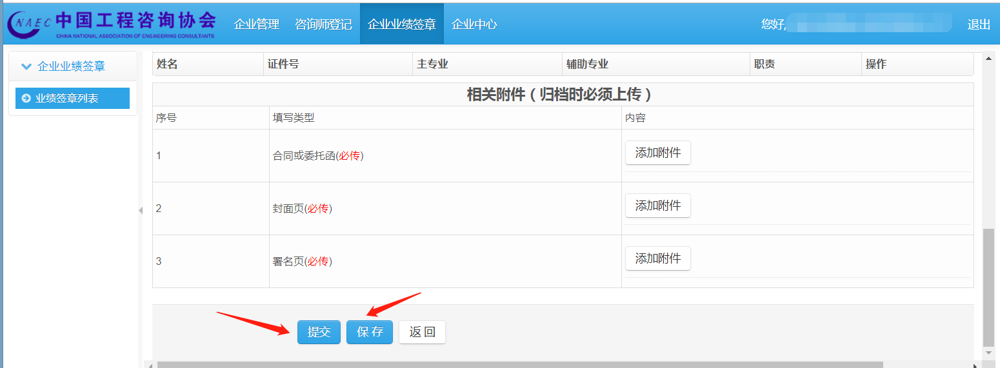 NAEC 中国工程咨询协会
CHINA NATIONAL ASSOCIATION OF ENGINEERING CONSULTANTS
企业管理 咨询师登记 企业业绩签章 企业中心 您好, 退出
企业业绩签章
业绩签章列表
姓名 证件号 主专业 辅助专业 职责 操作
相关附件（归档时必须上传）
序号 填写类型 内容
1 合同或委托函(必传) 添加附件
2 封面页(必传) 添加附件
3 署名页(必传) 添加附件
提交 保存 返回